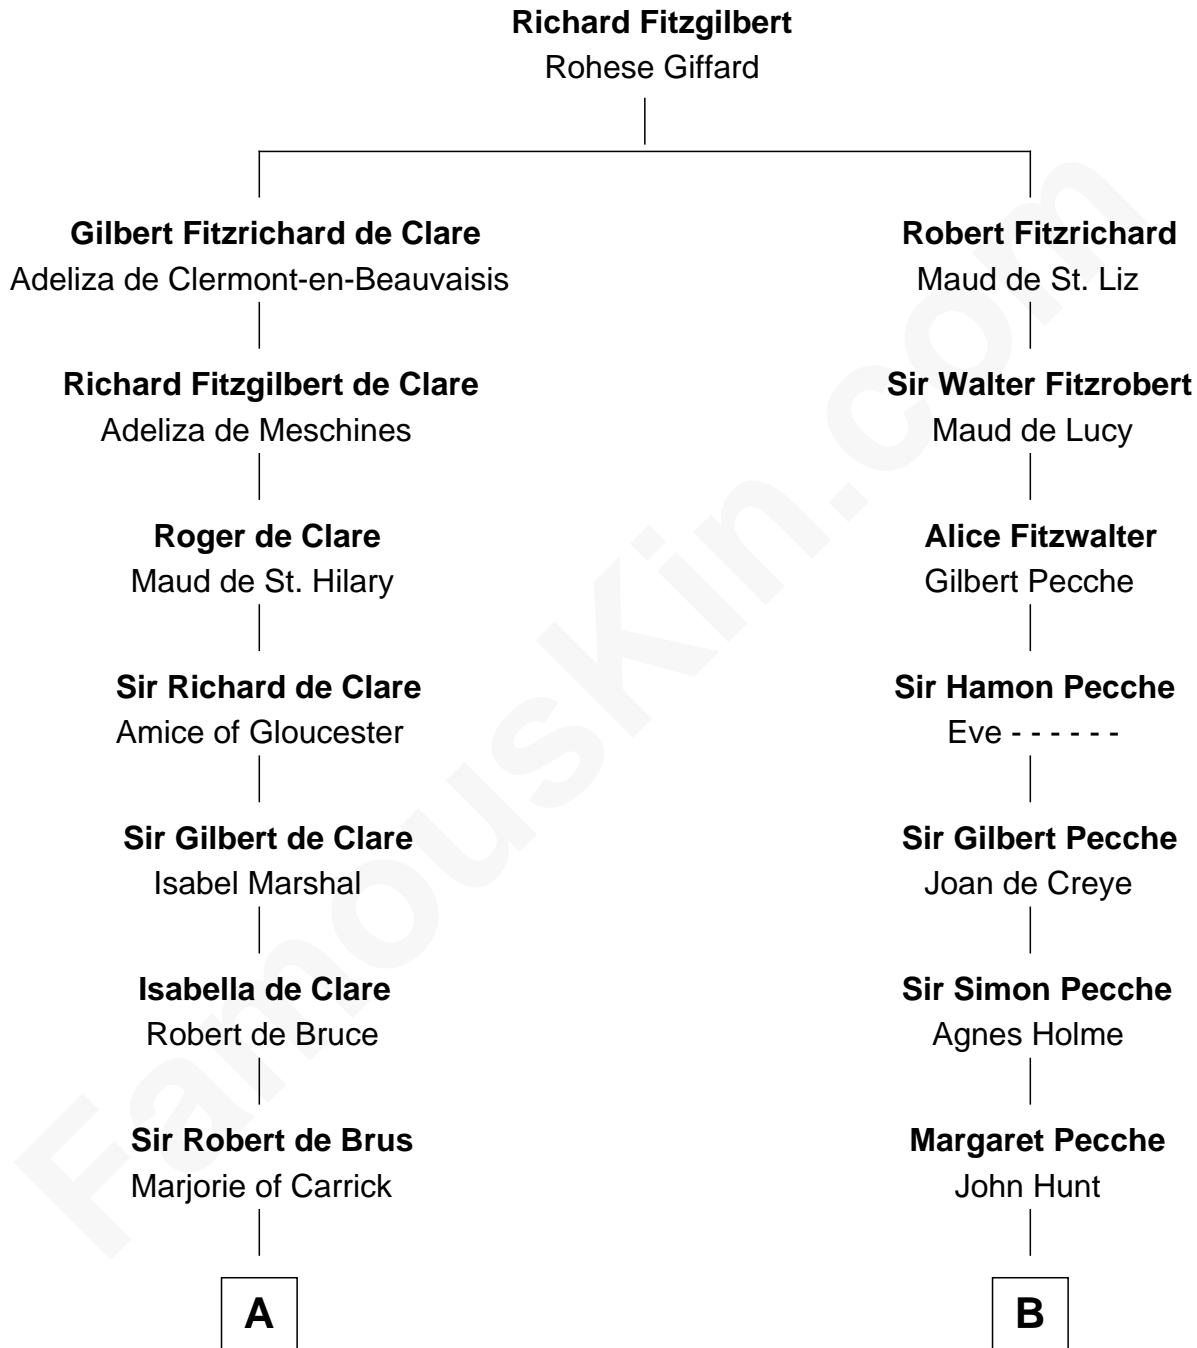 Richard Fitzgilbert
Rohese Giffard
Gilbert Fitzrichard de Clare
Adeliza de Clermont-en-Beauvaisis
Richard Fitzgilbert de Clare
Adeliza de Meschines
Roger de Clare
Maud de St. Hilary
Sir Richard de Clare
Amice of Gloucester
Sir Gilbert de Clare
Isabel Marshal
Isabella de Clare
Robert de Bruce
Sir Robert de Brus
Marjorie of Carrick
A
Robert Fitzrichard
Maud de St. Liz
Sir Walter Fitzrobert
Maud de Lucy
Alice Fitzwalter
Gilbert Pecche
Sir Hamon Pecche
Eve - - - - - -
Sir Gilbert Pecche
Joan de Creye
Sir Simon Pecche
Agnes Holme
Margaret Pecche
John Hunt
B
FamousKin.com